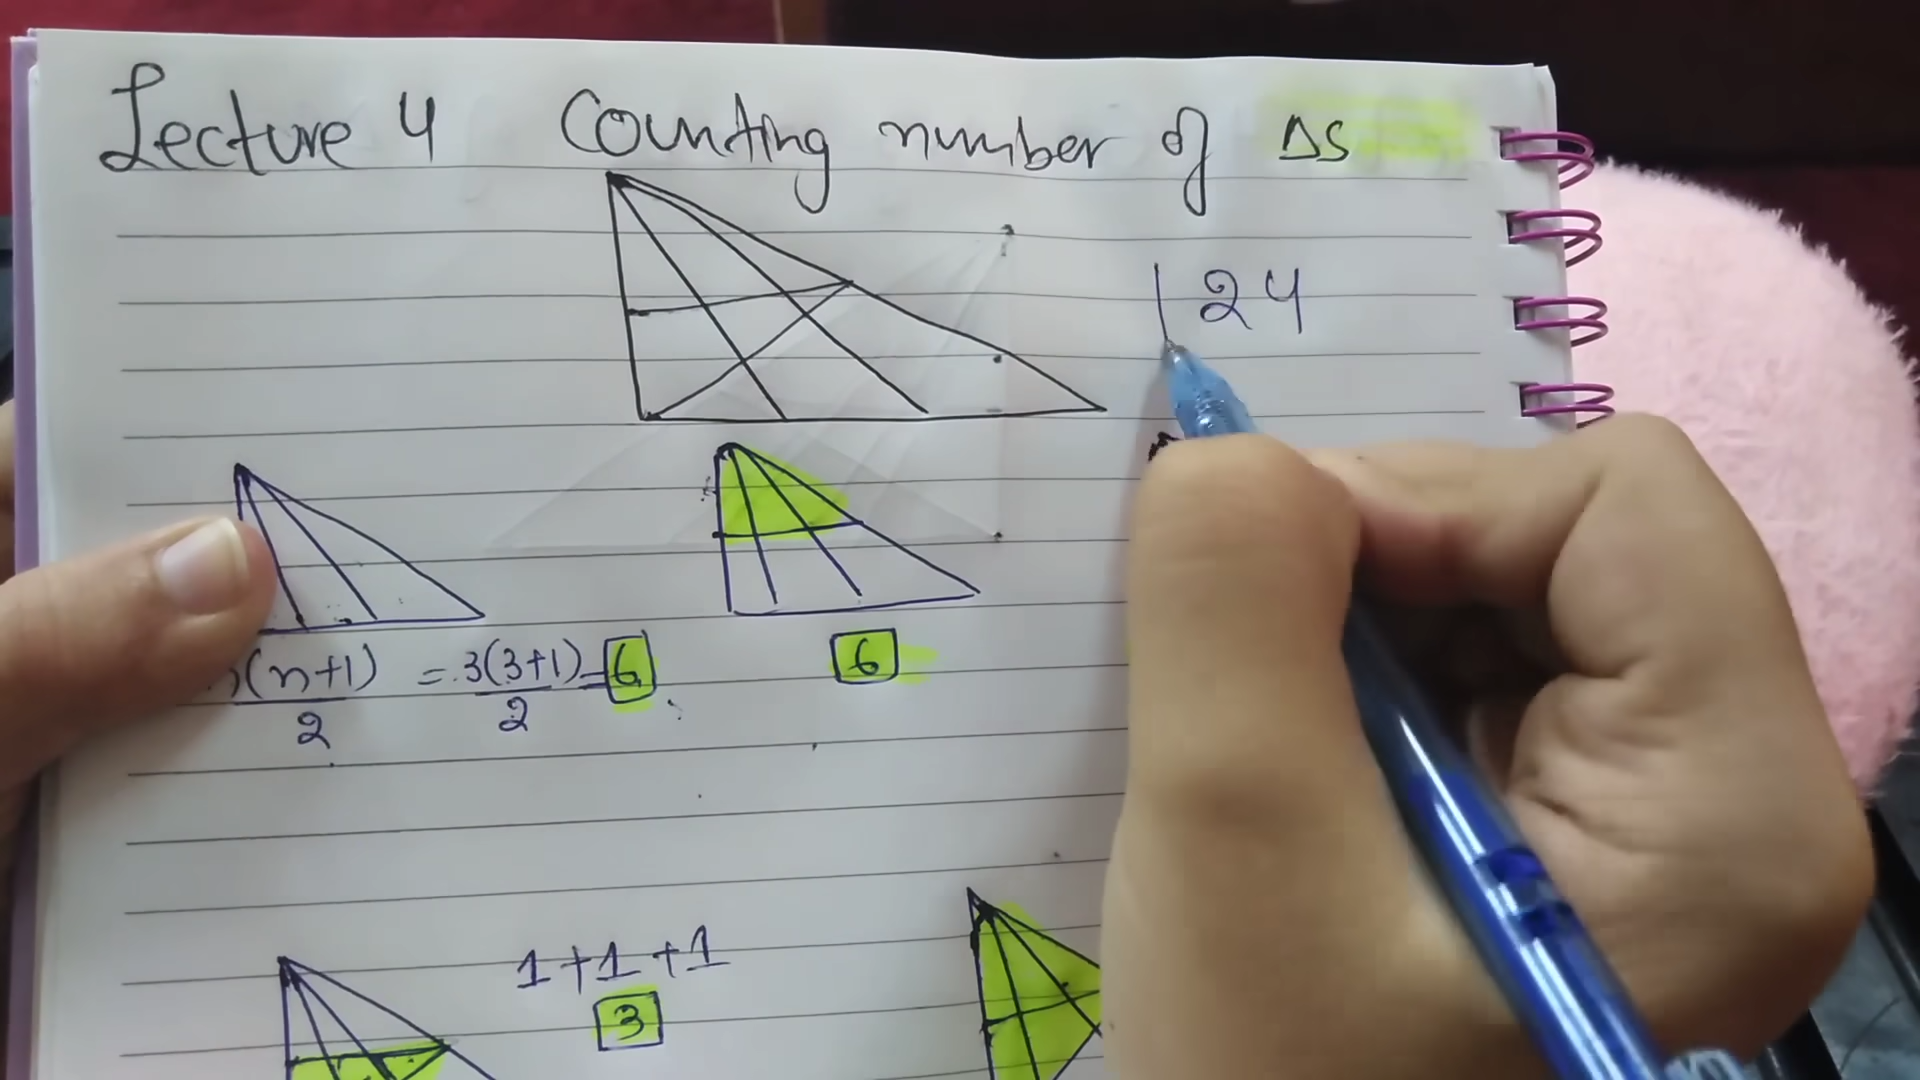 Lecture 4 Counting number of ΔS
24
(n+1)/2 = 3(3+1)/2 = 6
6
1+1+1
3